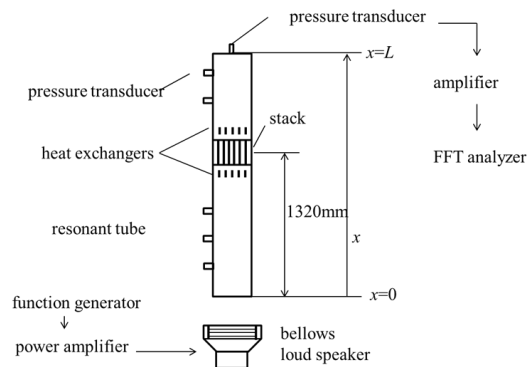 pressure transducer
x=L
pressure transducer
amplifier
stack
heat exchangers
FFT analyzer
1320mm
resonant tube
x
function generator
x=0
bellows
power amplifier
loud speaker